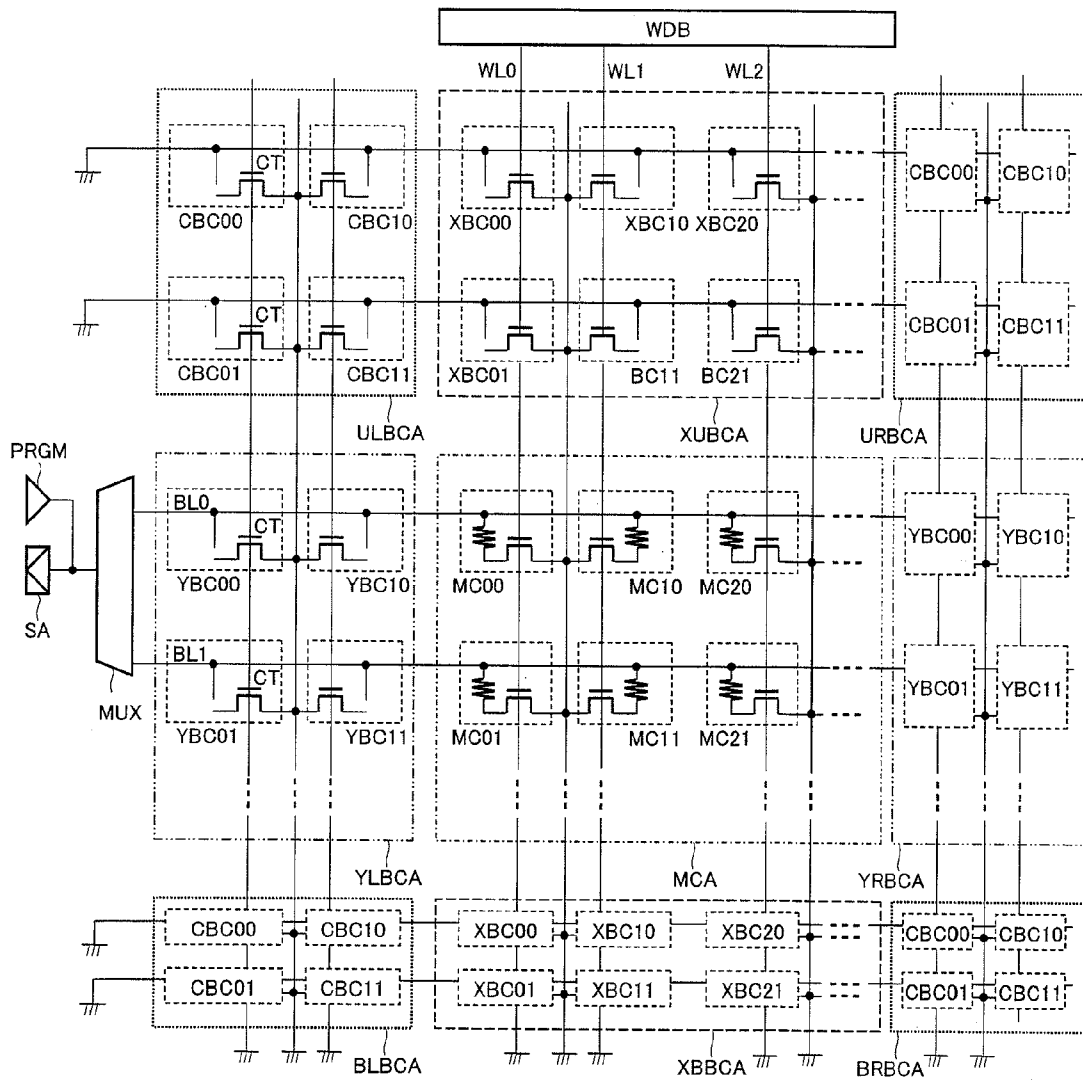 WDB
WL0 WL1 WL2
CT
CBC00 CBC10 XBC00 XBC10 XBC20 CBC00 CBC10
CT
CBC01 CBC11 XBC01 BC11 BC21 CBC01 CBC11
ULBCA XUBCA URBCA
PRGM
BL0 CT
YBC00 YBC10 MC00 MC10 MC20 YBC00 YBC10
SA
MUX
BL1 CT
YBC01 YBC11 MC01 MC11 MC21 YBC01 YBC11
YLBCA MCA YRBCA
CBC00 CBC10 XBC00 XBC10 XBC20 CBC00 CBC10
CBC01 CBC11 XBC01 XBC11 XBC21 CBC01 CBC11
BLBCA XBBCA BRBCA